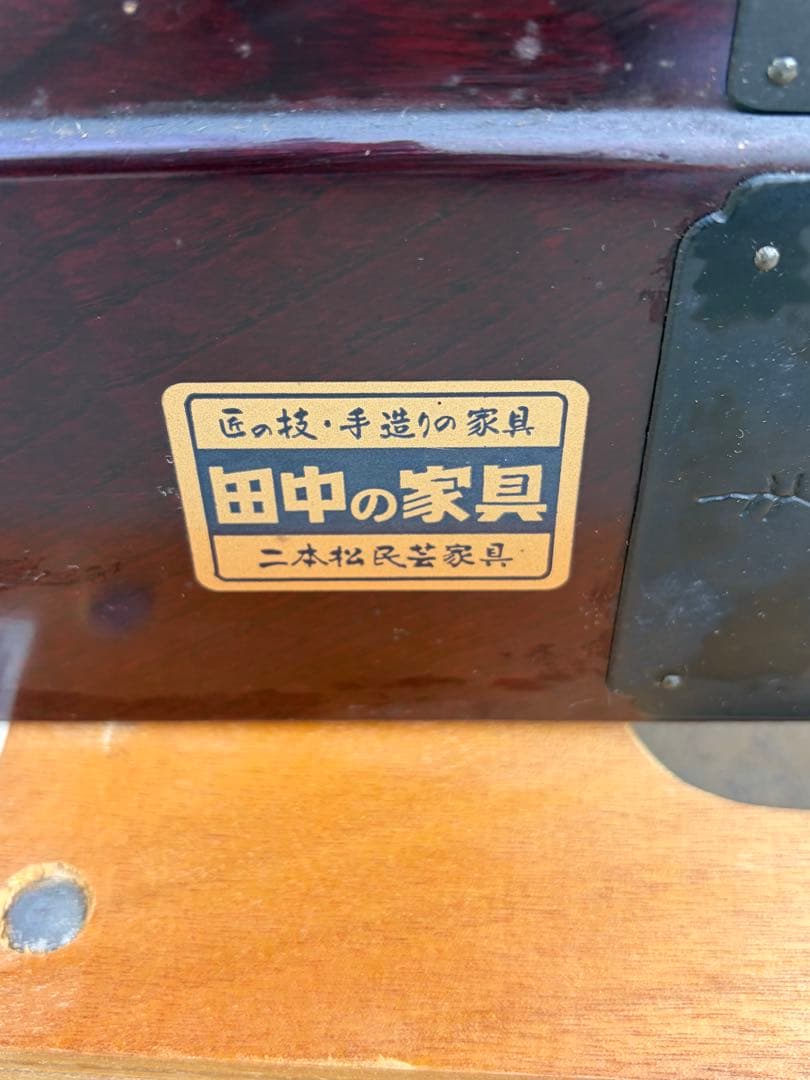 匠の技・手造りの家具
田中の家具
二本松民芸家具